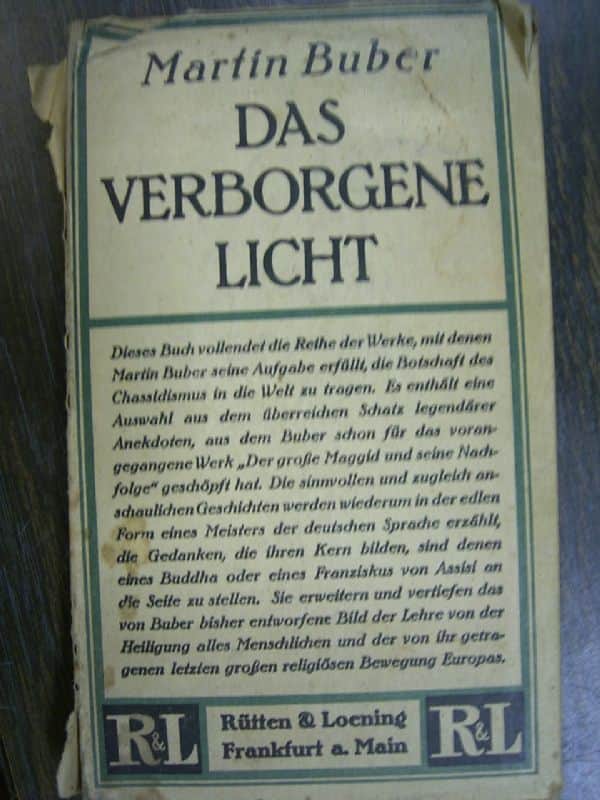 Martin Buber
DAS
VERBORGENE
LICHT
Dieses Buch vollendet die Reihe der Werke, mit denen
Martin Buber seine Aufgabe erfüllt, die Botschaft des
Chassidismus in die Welt zu tragen. Es enthält eine
Auswahl aus dem überreichen Schatz legendärer
Anekdoten, aus dem Buber schon für das voran-
gegangene Werk „Der große Maggid und seine Nach-
folge“ geschöpft hat. Die sinnvollen und zugleich an-
schaulichen Geschichten werden wiederum in der edlen
Form eines Meisters der deutschen Sprache erzählt,
die Gedanken, die ihren Kern bilden, sind denen
eines Buddha oder eines Franziskus von Assisi an
die Seite zu stellen. Sie erweitern und vertiefen das
von Buber bisher entworfene Bild der Lehre von der
Heiligung alles Menschlichen und der von ihr getra-
genen letzten großen religiösen Bewegung Europas.
R&L Rütten & Loening R&L
Frankfurt a. Main